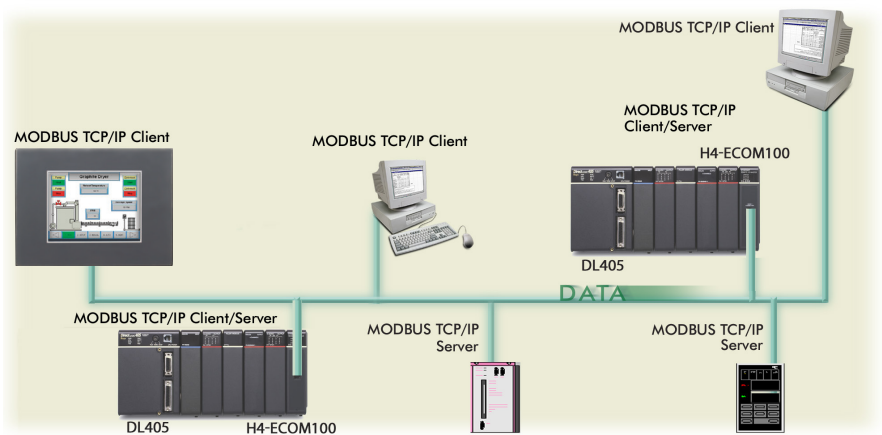 MODBUS TCP/IP Client
MODBUS TCP/IP
Client/Server
MODBUS TCP/IP Client
MODBUS TCP/IP Client
H4-ECOM100
Graphite Dryer
DL405
DATA
MODBUS TCP/IP Client/Server
MODBUS TCP/IP
Server
MODBUS TCP/IP
Server
DL405
H4-ECOM100